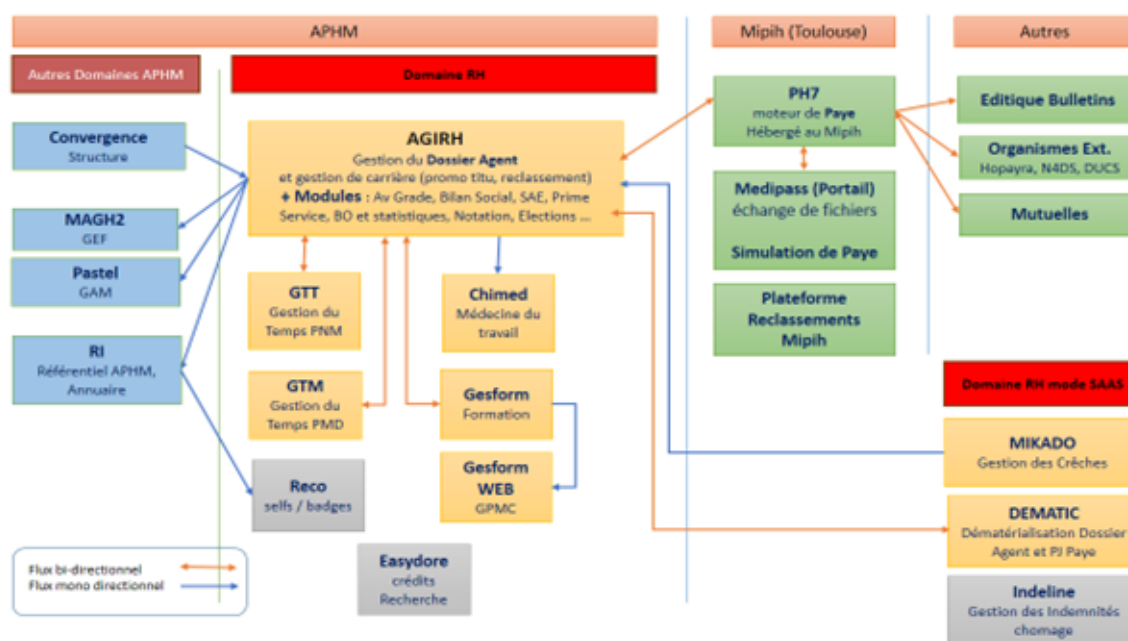 APHM
Mipih (Toulouse)
Autres
Autres Domaines APHM
Domaine RH
Convergence
Structure
MAGH2
GEF
Pastel
GAM
RI
Référentiel APHM,
Annuaire
AGIRH
Gestion du Dossier Agent
et gestion de carrière (promo titu, reclassement)
+ Modules : Av Grade, Bilan Social, SAE, Prime
Service, BO et statistiques, Notation, Elections ...
GTT
Gestion du
Temps PNM
Chimed
Médecine du
travail
GTM
Gestion du
Temps PMD
Gesform
Formation
Reco
selfs / badges
Gesform
WEB
GPMC
Easydore
crédits
Recherche
PH7
moteur de Paye
Hébergé au Mipih
Medipass (Portail)
échange de fichiers
Simulation de Paye
Plateforme
Reclassements
Mipih
Editique Bulletins
Organismes Ext.
Hopayra, N4DS, DUCS
Mutuelles
Domaine RH mode SAAS
MIKADO
Gestion des Crêches
DEMATIC
Dématérialisation Dossier
Agent et PJ Paye
Indeline
Gestion des Indemnités
chomage
Flux bi-directionnel
Flux mono directionnel